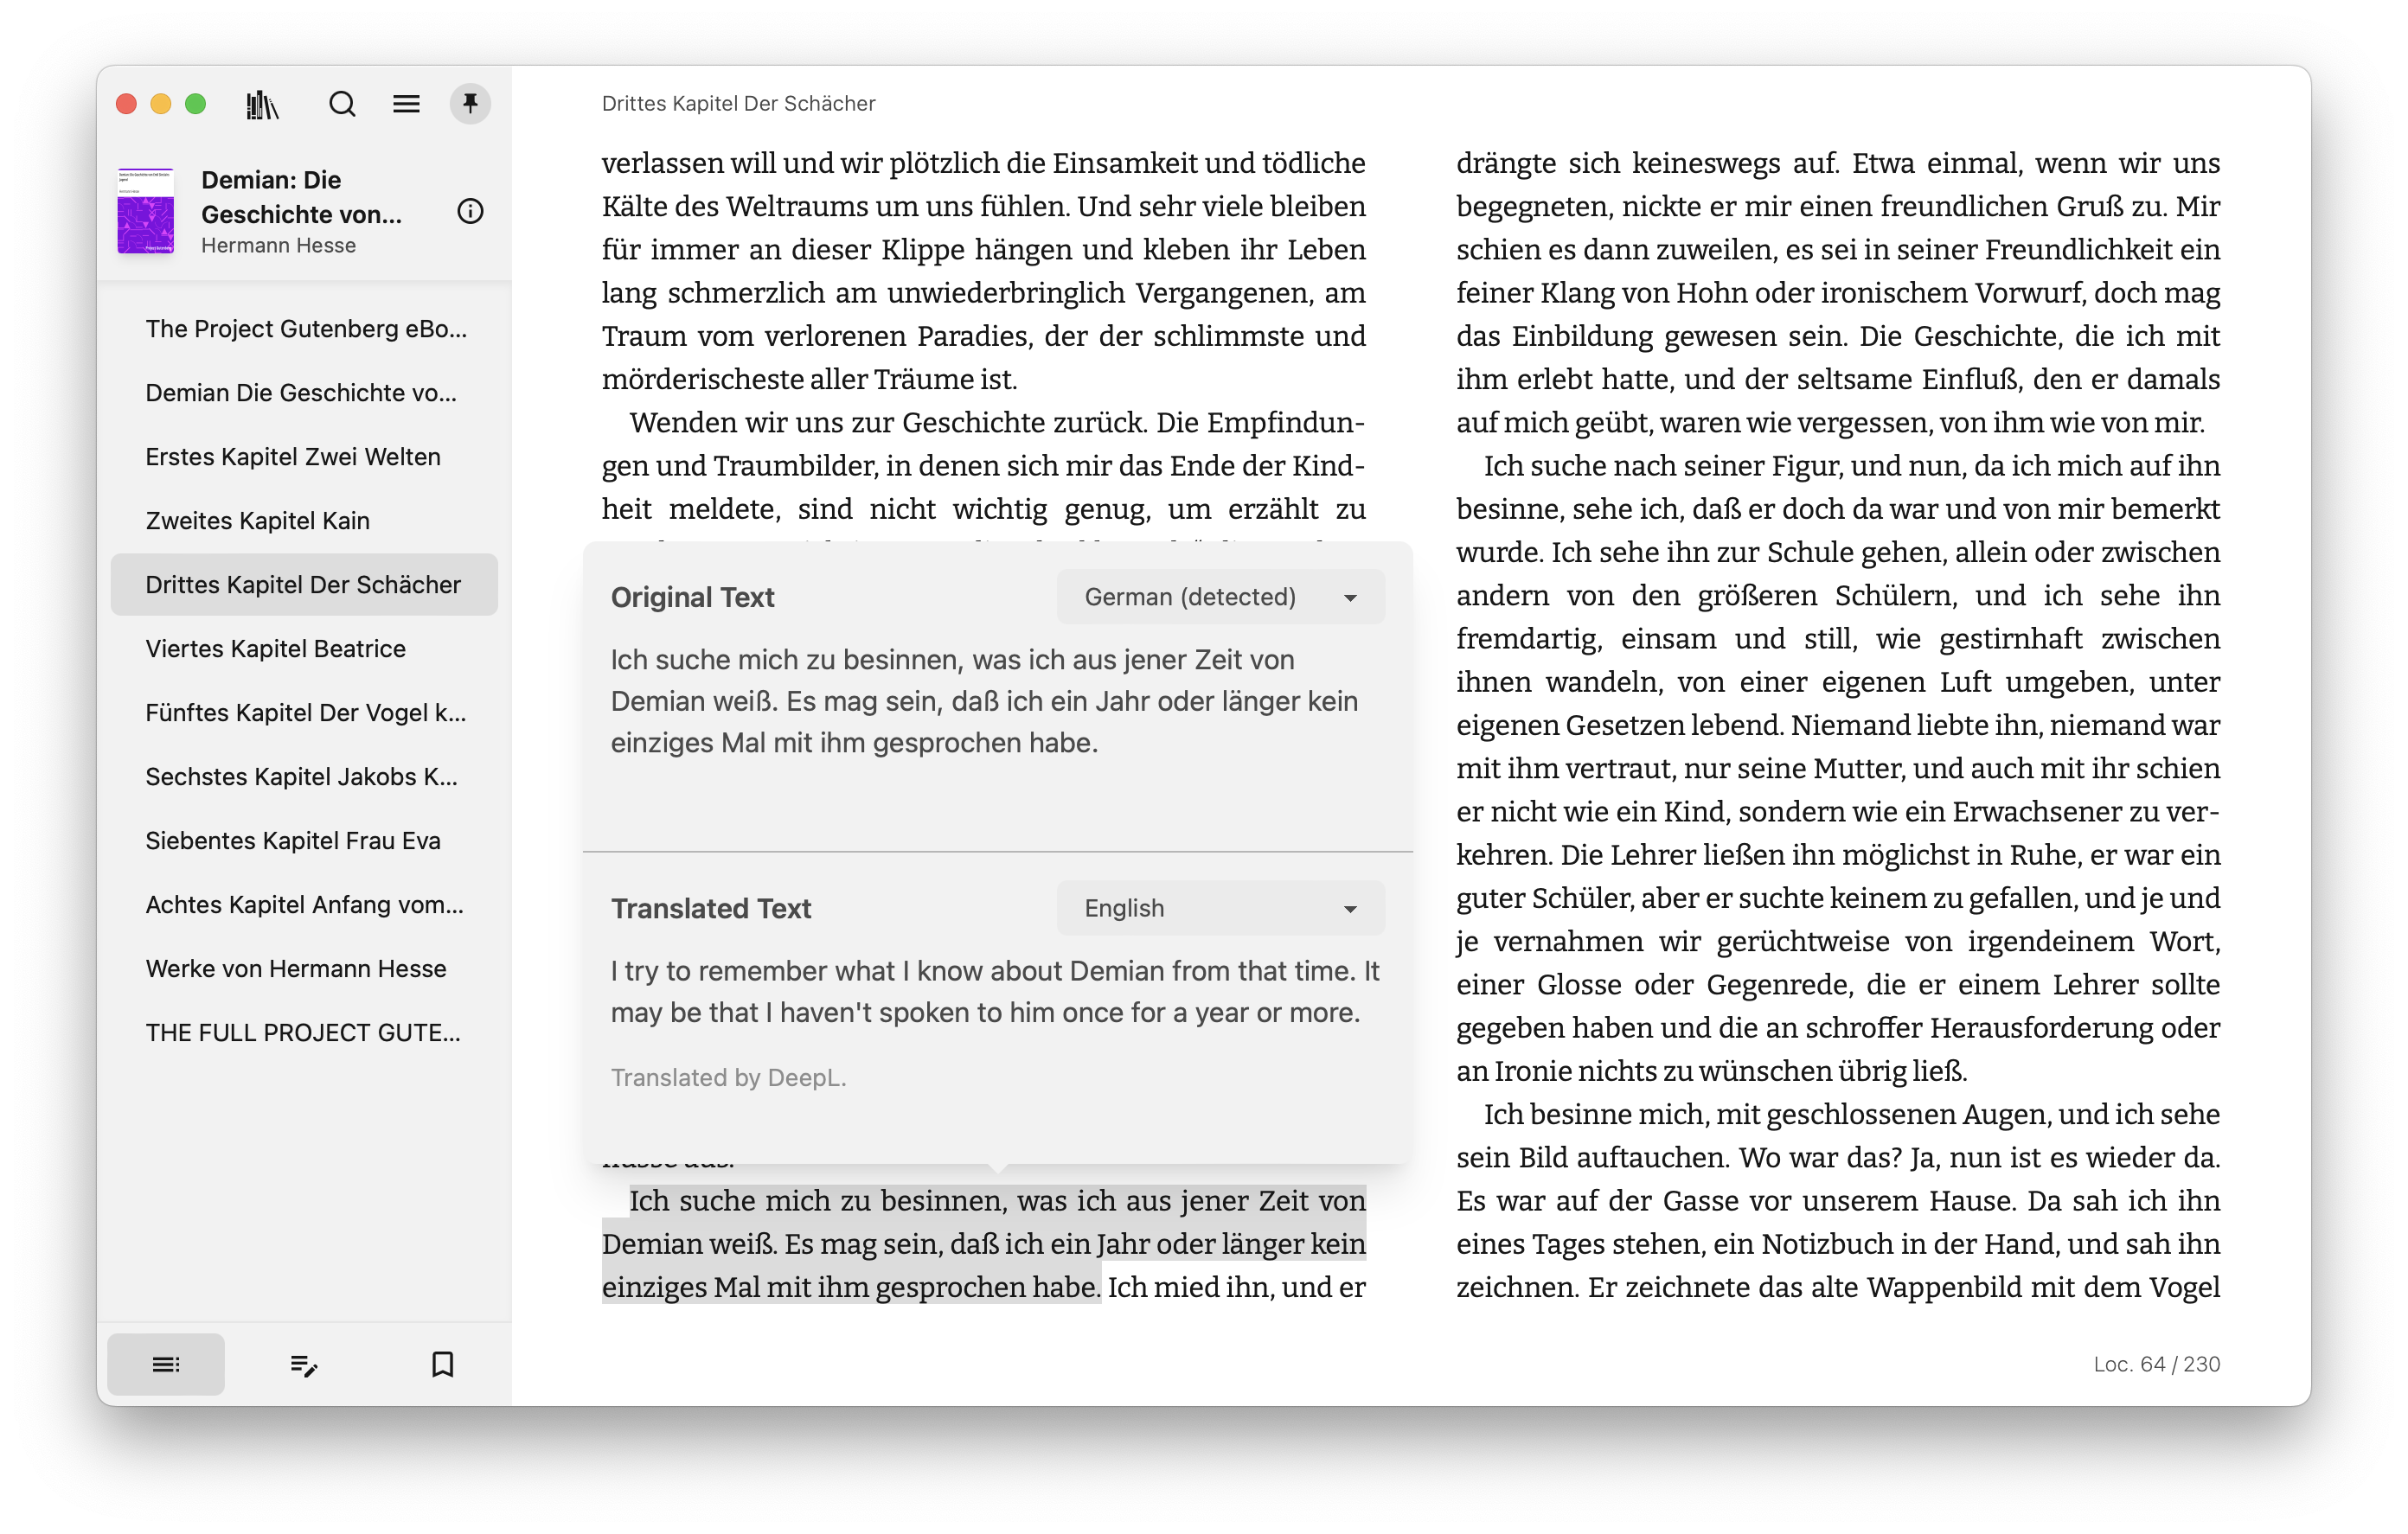 Demian: Die
Geschichte von...
Hermann Hesse
The Project Gutenberg eBo...
Demian Die Geschichte vo...
Erstes Kapitel Zwei Welten
Zweites Kapitel Kain
Drittes Kapitel Der Schächer
Viertes Kapitel Beatrice
Fünftes Kapitel Der Vogel k...
Sechstes Kapitel Jakobs K...
Siebentes Kapitel Frau Eva
Achtes Kapitel Anfang vom...
Werke von Hermann Hesse
THE FULL PROJECT GUTE...
Drittes Kapitel Der Schächer
verlassen will und wir plötzlich die Einsamkeit und tödliche
Kälte des Weltraums um uns fühlen. Und sehr viele bleiben
für immer an dieser Klippe hängen und kleben ihr Leben
lang schmerzlich am unwiederbringlich Vergangenen, am
Traum vom verlorenen Paradies, der der schlimmste und
mörderischeste aller Träume ist.
Wenden wir uns zur Geschichte zurück. Die Empfindun-
gen und Traumbilder, in denen sich mir das Ende der Kind-
heit meldete, sind nicht wichtig genug, um erzählt zu
Original Text
German (detected)
Ich suche mich zu besinnen, was ich aus jener Zeit von
Demian weiß. Es mag sein, daß ich ein Jahr oder länger kein
einziges Mal mit ihm gesprochen habe.
Translated Text
English
I try to remember what I know about Demian from that time. It
may be that I haven't spoken to him once for a year or more.
Translated by DeepL.
Ich suche mich zu besinnen, was ich aus jener Zeit von
Demian weiß. Es mag sein, daß ich ein Jahr oder länger kein
einziges Mal mit ihm gesprochen habe. Ich mied ihn, und er
drängte sich keineswegs auf. Etwa einmal, wenn wir uns
begegneten, nickte er mir einen freundlichen Gruß zu. Mir
schien es dann zuweilen, es sei in seiner Freundlichkeit ein
feiner Klang von Hohn oder ironischem Vorwurf, doch mag
das Einbildung gewesen sein. Die Geschichte, die ich mit
ihm erlebt hatte, und der seltsame Einfluß, den er damals
auf mich geübt, waren wie vergessen, von ihm wie von mir.
Ich suche nach seiner Figur, und nun, da ich mich auf ihn
besinne, sehe ich, daß er doch da war und von mir bemerkt
wurde. Ich sehe ihn zur Schule gehen, allein oder zwischen
andern von den größeren Schülern, und ich sehe ihn
fremdartig, einsam und still, wie gestirnhaft zwischen
ihnen wandeln, von einer eigenen Luft umgeben, unter
eigenen Gesetzen lebend. Niemand liebte ihn, niemand war
mit ihm vertraut, nur seine Mutter, und auch mit ihr schien
er nicht wie ein Kind, sondern wie ein Erwachsener zu ver-
kehren. Die Lehrer ließen ihn möglichst in Ruhe, er war ein
guter Schüler, aber er suchte keinem zu gefallen, und je und
je vernahmen wir gerüchtweise von irgendeinem Wort,
einer Glosse oder Gegenrede, die er einem Lehrer sollte
gegeben haben und die an schroffer Herausforderung oder
an Ironie nichts zu wünschen übrig ließ.
Ich besinne mich, mit geschlossenen Augen, und ich sehe
sein Bild auftauchen. Wo war das? Ja, nun ist es wieder da.
Es war auf der Gasse vor unserem Hause. Da sah ich ihn
eines Tages stehen, ein Notizbuch in der Hand, und sah ihn
zeichnen. Er zeichnete das alte Wappenbild mit dem Vogel
Loc. 64 / 230